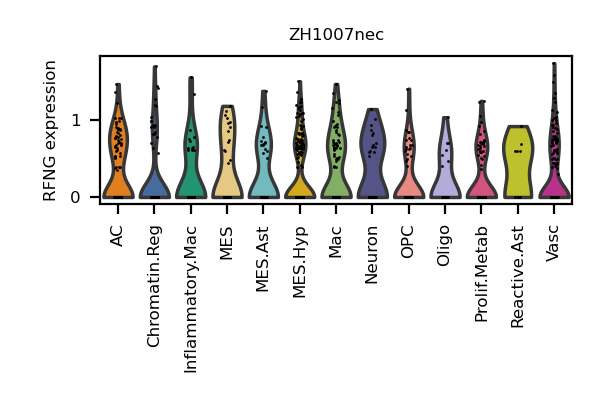 ZH1007nec
RFNG expression
1
0
AC
Chromatin.Reg
Inflammatory.Mac
MES
MES.Ast
MES.Hyp
Mac
Neuron
OPC
Oligo
Prolif.Metab
Reactive.Ast
Vasc